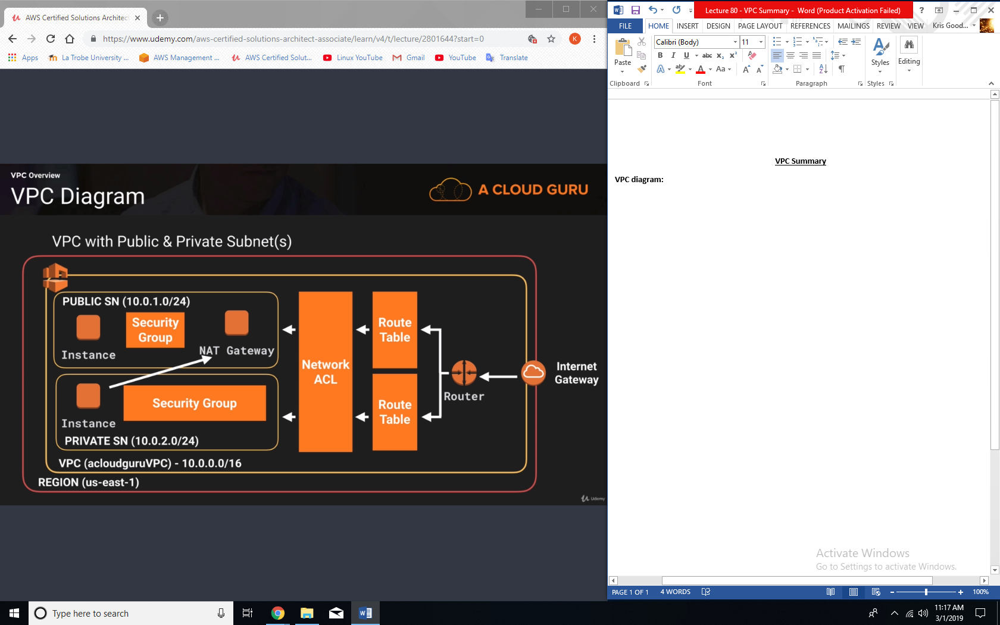 AWS Certified Solutions Architec
https://www.udemy.com/aws-certified-solutions-architect-associate/learn/v4/t/lecture/2801644?start=0
K
Apps
La Trobe University ...
AWS Management ...
AWS Certified Solut...
Linux YouTube
Gmail
YouTube
Translate
VPC Overview
VPC Diagram
A CLOUD GURU
VPC with Public & Private Subnet(s)
PUBLIC SN (10.0.1.0/24)
Instance
Security
Group
NAT Gateway
Instance
Security Group
PRIVATE SN (10.0.2.0/24)
Network
ACL
Route
Table
Route
Table
Router
Internet
Gateway
VPC (acloudguruVPC) - 10.0.0.0/16
REGION (us-east-1)
Udemy
Lecture 80 - VPC Summary - Word (Product Activation Failed)
?
FILE
HOME
INSERT
DESIGN
PAGE LAYOUT
REFERENCES
MAILINGS
REVIEW
VIEW
Kris Good...
Paste
Calibri (Body)
11
B I U abc x₂ x²
A ab A Aa A A
Styles
Editing
Clipboard
Font
Paragraph
Styles
VPC Summary
VPC diagram:
Activate Windows
Go to Settings to activate Windows.
PAGE 1 OF 1
4 WORDS
100%
Type here to search
11:17 AM
3/1/2019